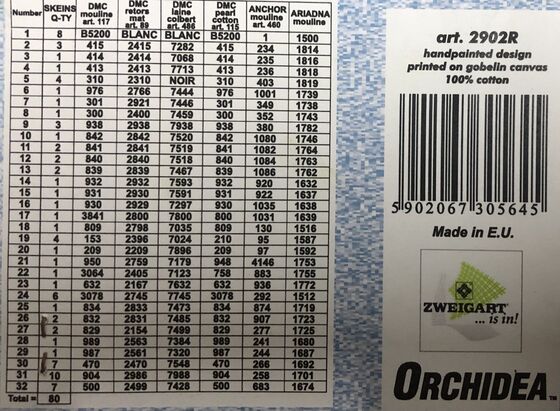 Number SKEINS Q-TY DMC mouline art. 117 DMC retors mat art. 89 DMC laine colbert art. 486 DMC pearl cotton art. 115 ANCHOR mouline art. 460 ARIADNA mouline
1 8 B5200 BLANC BLANC B5200 1 1500
2 3 415 2415 7282 415 234 1814
3 1 414 2414 7068 414 235 1816
4 1 413 2413 7713 413 236 1818
5 4 310 2310 NOIR 310 403 1819
6 1 976 2766 7444 976 1001 1739
7 1 301 2921 7446 301 349 1738
8 1 300 2400 7459 300 352 1743
9 3 938 2938 7938 938 380 1782
10 1 842 2842 7520 842 1080 1746
11 2 841 2841 7519 841 1082 1764
12 2 840 2840 7518 840 1084 1763
13 2 839 2839 7467 839 1086 1762
14 1 932 2932 7593 932 920 1632
15 1 931 2930 7591 931 922 1637
16 1 930 2929 7297 930 1035 1638
17 1 3841 2800 7800 800 1031 1639
18 1 809 2798 7035 809 130 1516
19 4 153 2396 7024 210 95 1587
20 1 209 2209 7896 209 97 1592
21 1 950 2759 7179 948 4146 1753
22 1 3064 2405 7123 758 883 1755
23 1 632 2167 7632 632 936 1772
24 6 3078 2745 7745 3078 292 1512
25 1 834 2833 7473 834 874 1719
26 2 832 2831 7485 832 907 1723
27 2 829 2154 7499 829 277 1725
28 1 989 2563 7384 989 241 1680
29 987 2561 7320 987 244 1687
30 7 470 2470 7548 470 266 1692
31 10 904 2986 7988 904 258 1701
32 7 500 2499 7428 500 683 1674
Total = 80
art. 2902R
handpainted design
printed on gobelin canvas
100% cotton
5 902067 305645
Made in E.U.
ZWEIGART®
... is in!
ORCHIDEA™